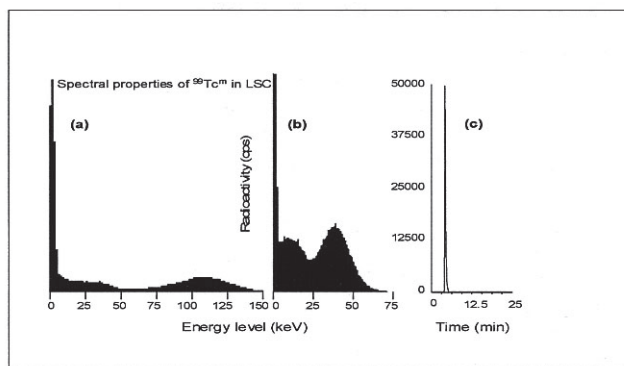 Spectral properties of ⁹⁹Tcᵐ in LSC
(a)
(b)
(c)
Radioactivity (cps)
50000
37500
25000
12500
0
0 25 50 75 100 125 150
0 25 50 75
0 12.5 25
Energy level (keV)
Time (min)